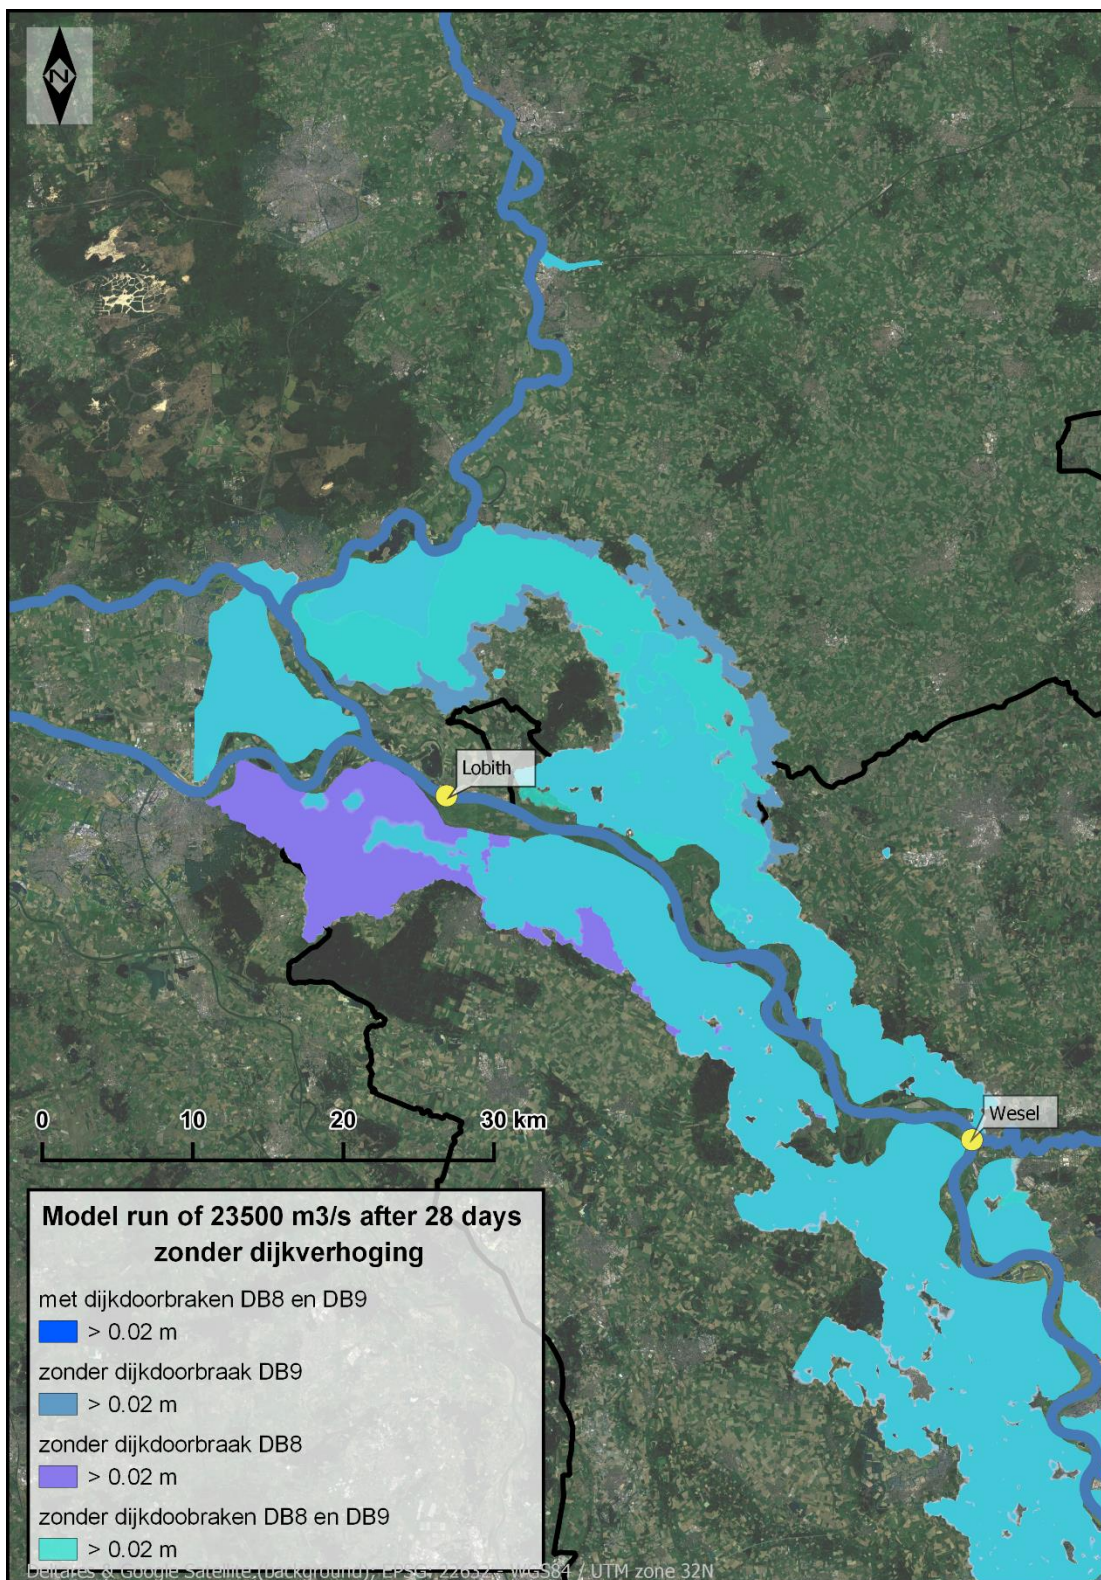 N
Lobith
Wesel
0 10 20 30 km
Model run of 23500 m3/s after 28 days
zonder dijkverhoging
met dijkdoorbraken DB8 en DB9
> 0.02 m
zonder dijkdoorbraak DB9
> 0.02 m
zonder dijkdoorbraak DB8
> 0.02 m
zonder dijkdoobraken DB8 en DB9
> 0.02 m
Deltares & Google Satellite (background), EPSG: 22632 - WGS84 / UTM zone 32N